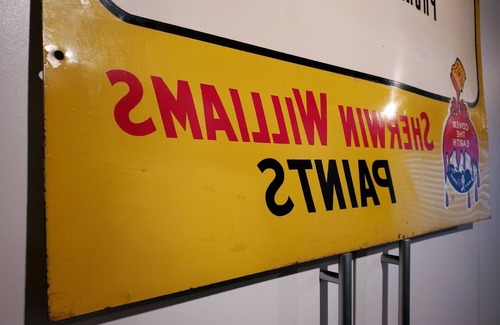 SHERWIN WILLIAMS
PAINTS
COVER
THE
EARTH